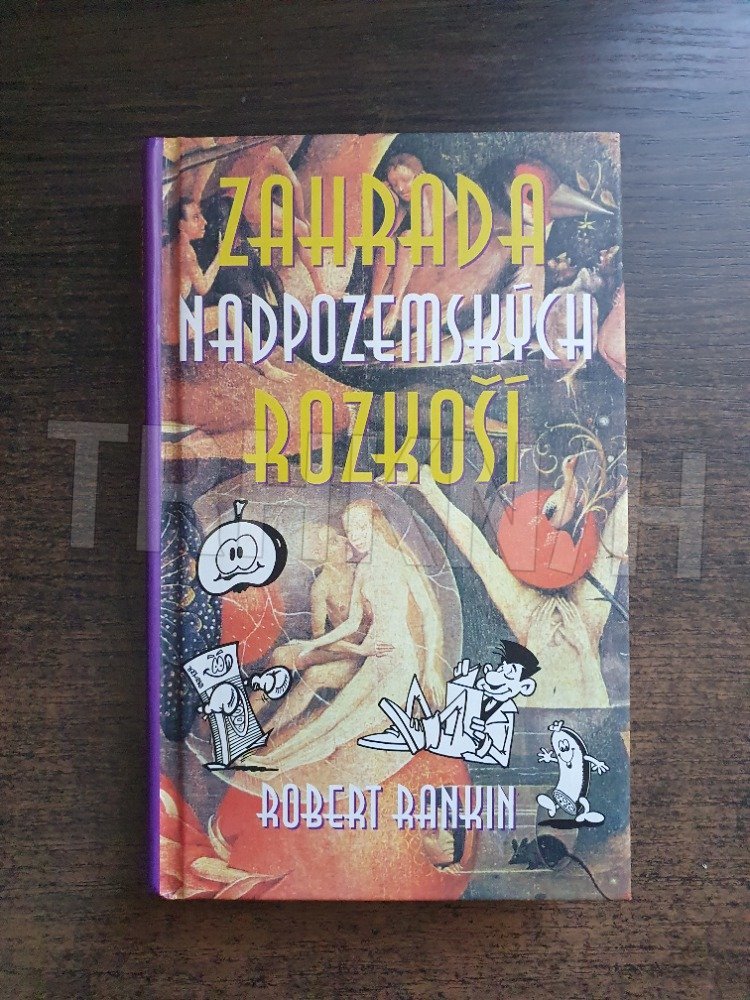 ZAHRADA
NADPOZEMSKÝCH
ROZKOŠÍ
ROBERT RANKIN